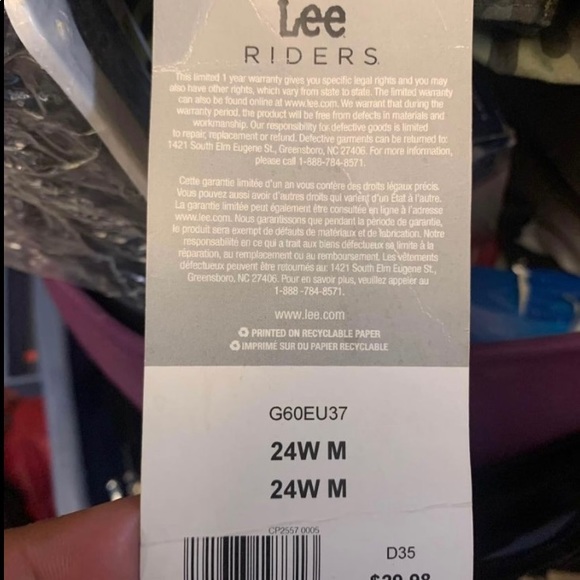 Lee
RIDERS
This limited 1 year warranty gives you specific legal rights and you may
also have other rights, which vary from state to state. The limited warranty
can also be found online at www.lee.com. We warrant that during the
warranty period, the product will be free from defects in materials and
workmanship. Our responsibility for defective goods is limited
to repair, replacement or refund. Defective garments can be returned to:
1421 South Elm Eugene St., Greensboro, NC 27406. For more information,
please call 1-888-784-8571.
Cette garantie limitée d'un an vous confère des droits légaux précis.
Vous pouvez aussi avoir d'autres droits qui varient d'un État à l'autre.
La garantie limitée peut également être consultée en ligne à l'adresse
www.lee.com. Nous garantissons que pendant la période de garantie,
le produit sera exempt de défauts de matériaux et de fabrication. Notre
responsabilité en ce qui a trait aux biens défectueux se limite à la
réparation, au remplacement ou au remboursement. Les vêtements
défectueux peuvent être retournés au: 1421 South Elm Eugene St.,
Greensboro, NC 27406. Pour en savoir plus, veuillez appeler au
1-888 -784-8571.
www.lee.com
PRINTED ON RECYCLABLE PAPER
IMPRIMÉ SUR DU PAPIER RECYCLABLE
G60EU37
24W M
24W M
CP2557 0005
D35
$29.98